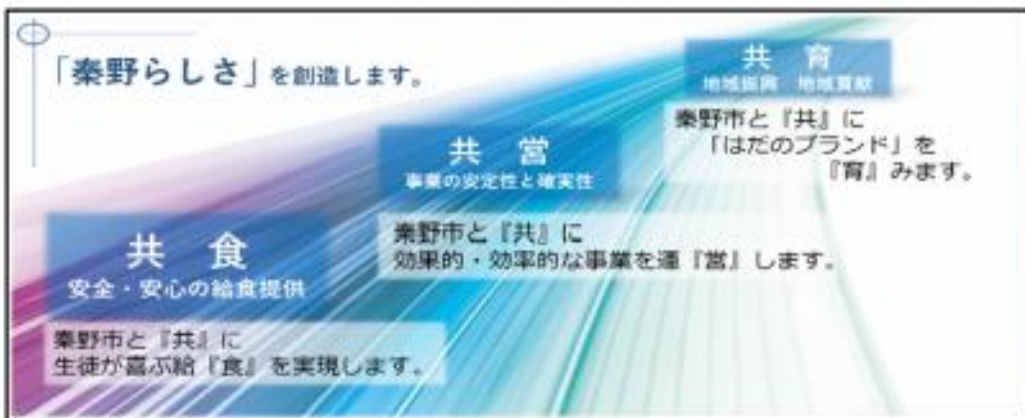 「秦野らしさ」を創造します。
共 育
地域振興 地域貢献
秦野市と『共』に
「はだのブランド」を
『育』みます。
共 営
事業の安定性と確実性
秦野市と『共』に
効果的・効率的な事業を運『営』します。
共 食
安全・安心の給食提供
秦野市と『共』に
生徒が喜ぶ給『食』を実現します。